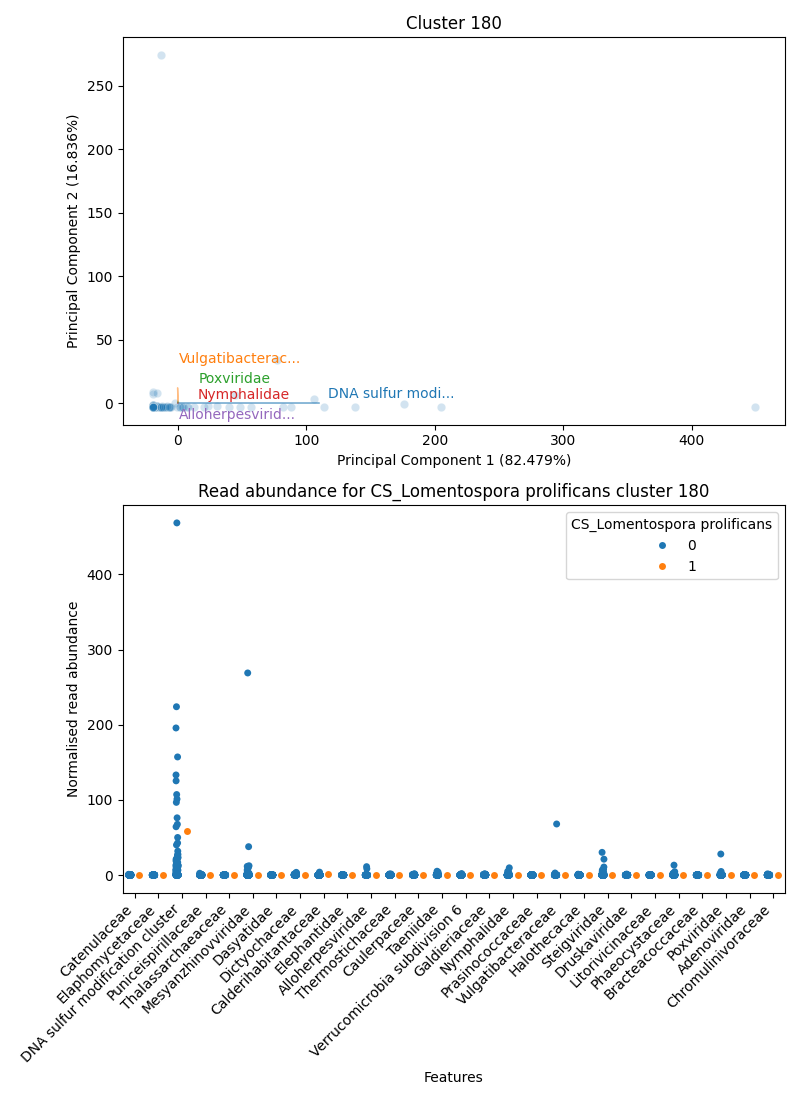 Cluster 180
250
200
150
100
50
0
Principal Component 2 (16.836%)
Vulgatibacterac...
Poxviridae
Nymphalidae
DNA sulfur modi...
Alloherpesvirid...
0
100
200
300
400
Principal Component 1 (82.479%)
Read abundance for CS_Lomentospora prolificans cluster 180
CS_Lomentospora prolificans
0
1
400
300
200
100
0
Normalised read abundance
Catenulaceae
Elaphomycetaceae
DNA sulfur modification cluster
Puniceispirillaceae
Thalassarchaeaceae
Mesyanzhinovviridae
Dasyatidae
Dictyochaceae
Calderihabitantaceae
Elephantidae
Alloherpesviridae
Thermostichaceae
Caulerpaceae
Taeniidae
Verrucomicrobia subdivision 6
Galdieriaceae
Nymphalidae
Prasinococcaceae
Vulgatibacteraceae
Halothecacae
Steigviridae
Druskaviridae
Litorivicinaceae
Phaeocystaceae
Bracteacoccaceae
Poxviridae
Adenoviridae
Chromulinivoraceae
Features